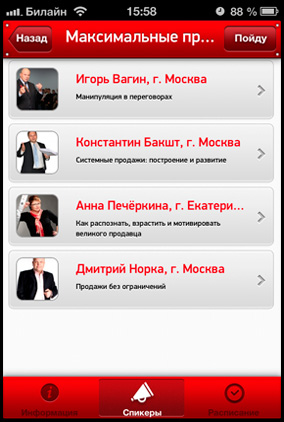 Билайн 15:58 88 %
Назад Максимальные пр... Пойду
Игорь Вагин, г. Москва
Манипуляция в переговорах
Константин Бакшт, г. Москва
Системные продажи: построение и развитие
Анна Печёркина, г. Екатери...
Как распознать, взрастить и мотивировать
великого продавца
Дмитрий Норка, г. Москва
Продажи без ограничений
Информация Спикеры Расписание